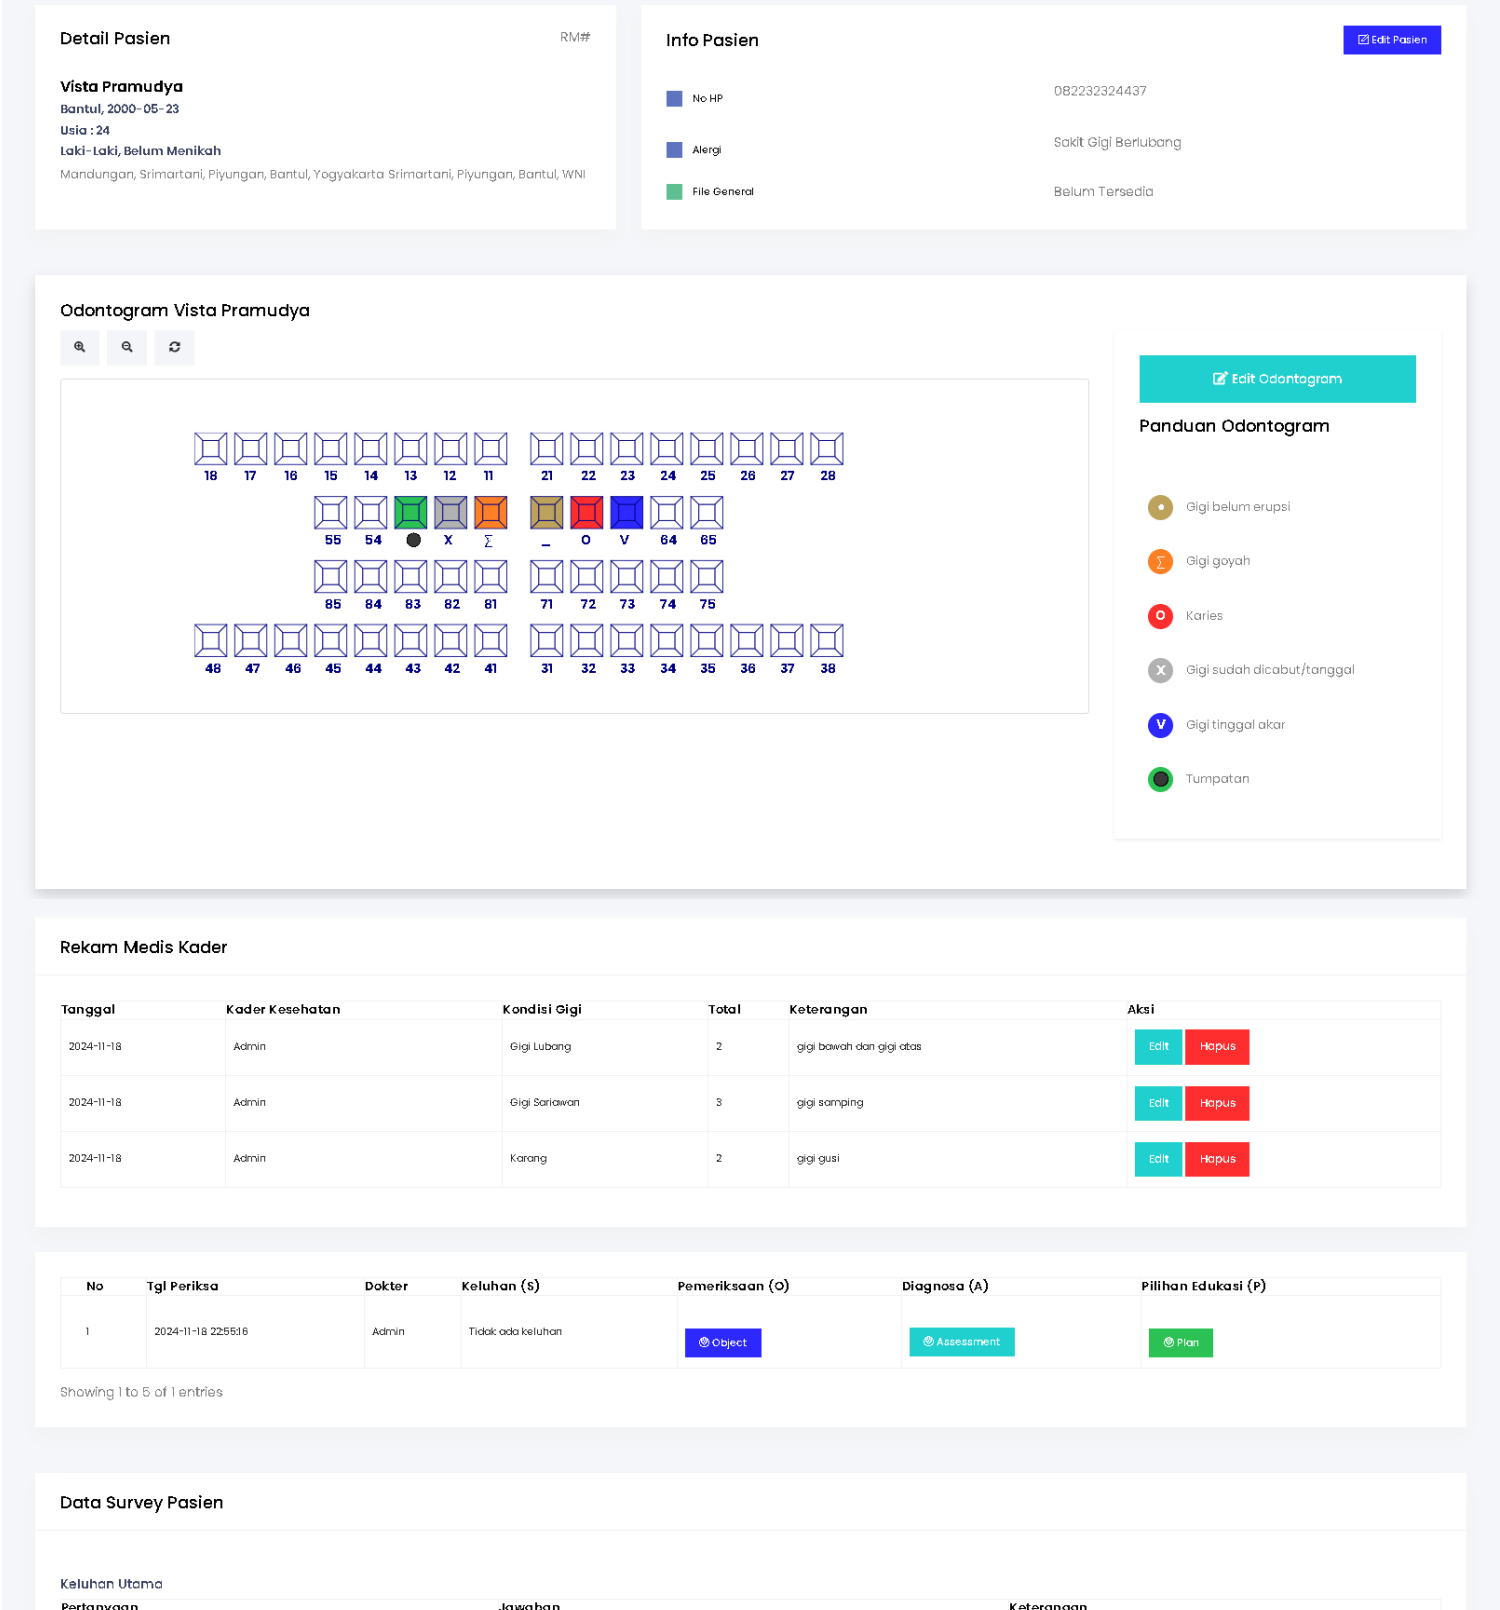 Detail Pasien
RM#
Vista Pramudya
Bantul, 2000-05-23
Usia : 24
Laki-Laki, Belum Menikah
Mandungan, Srimartani, Piyungan, Bantul, Yogyakarta Srimartani, Piyungan, Bantul, WNI
Info Pasien
Edit Pasien
No HP 082232324437
Alergi Sakit Gigi Berlubang
File General Belum Tersedia
Odontogram Vista Pramudya
18 17 16 15 14 13 12 11 21 22 23 24 25 26 27 28
55 54 ● X Σ _ O V 64 65
85 84 83 82 81 71 72 73 74 75
48 47 46 45 44 43 42 41 31 32 33 34 35 36 37 38
Edit Odontogram
Panduan Odontogram
Gigi belum erupsi
Σ Gigi goyah
O Karies
X Gigi sudah dicabut/tanggal
V Gigi tinggal akar
Tumpatan
Rekam Medis Kader
Tanggal Kader Kesehatan Kondisi Gigi Total Keterangan Aksi
2024-11-18 Admin Gigi Lubang 2 gigi bawah dan gigi atas Edit Hapus
2024-11-18 Admin Gigi Sariawan 3 gigi samping Edit Hapus
2024-11-18 Admin Karang 2 gigi gusi Edit Hapus
No Tgl Periksa Dokter Keluhan (S) Pemeriksaan (O) Diagnosa (A) Pilihan Edukasi (P)
1 2024-11-18 22:55:16 Admin Tidak ada keluhan Object Assessment Plan
Showing 1 to 5 of 1 entries
Data Survey Pasien
Keluhan Utama
Pertanyaan Jawaban Keterangan